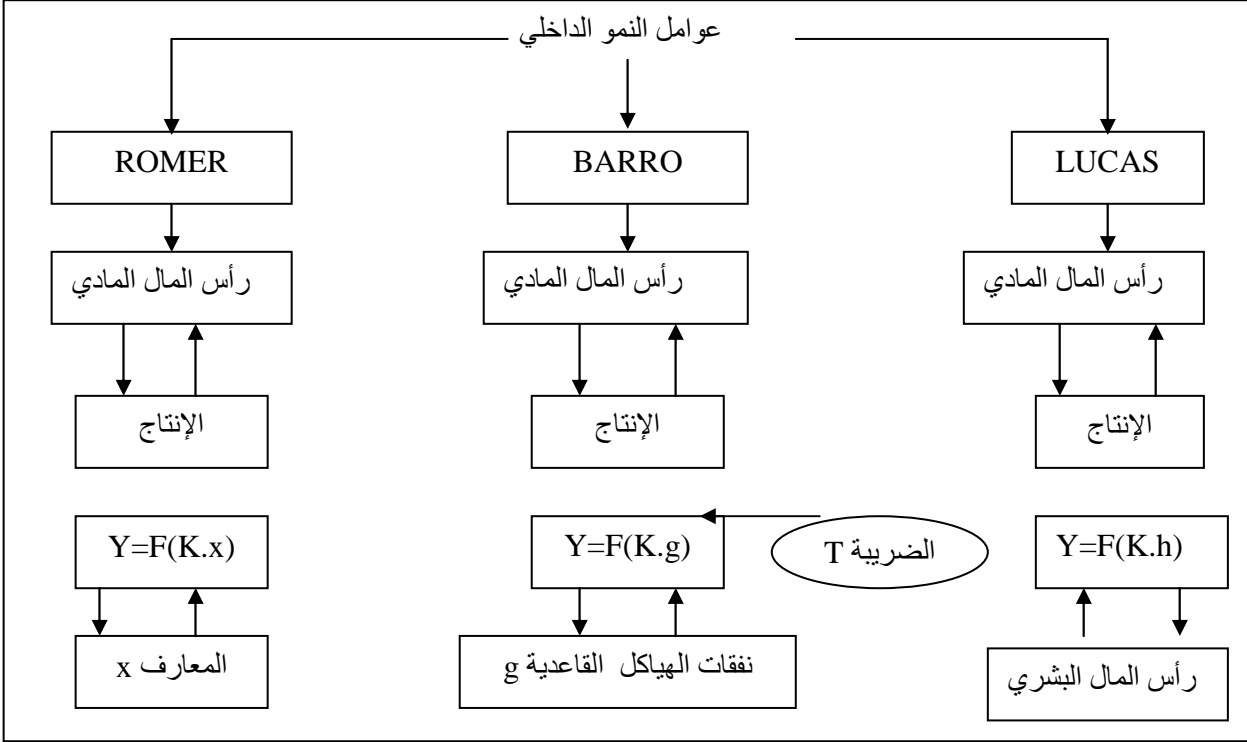 عوامل النمو الداخلي
ROMER
BARRO
LUCAS
رأس المال المادي
رأس المال المادي
رأس المال المادي
الإنتاج
الإنتاج
الإنتاج
Y=F(K.x)
Y=F(K.g)
الضريبة T
Y=F(K.h)
المعارف x
نفقات الهياكل القاعدية g
رأس المال البشري